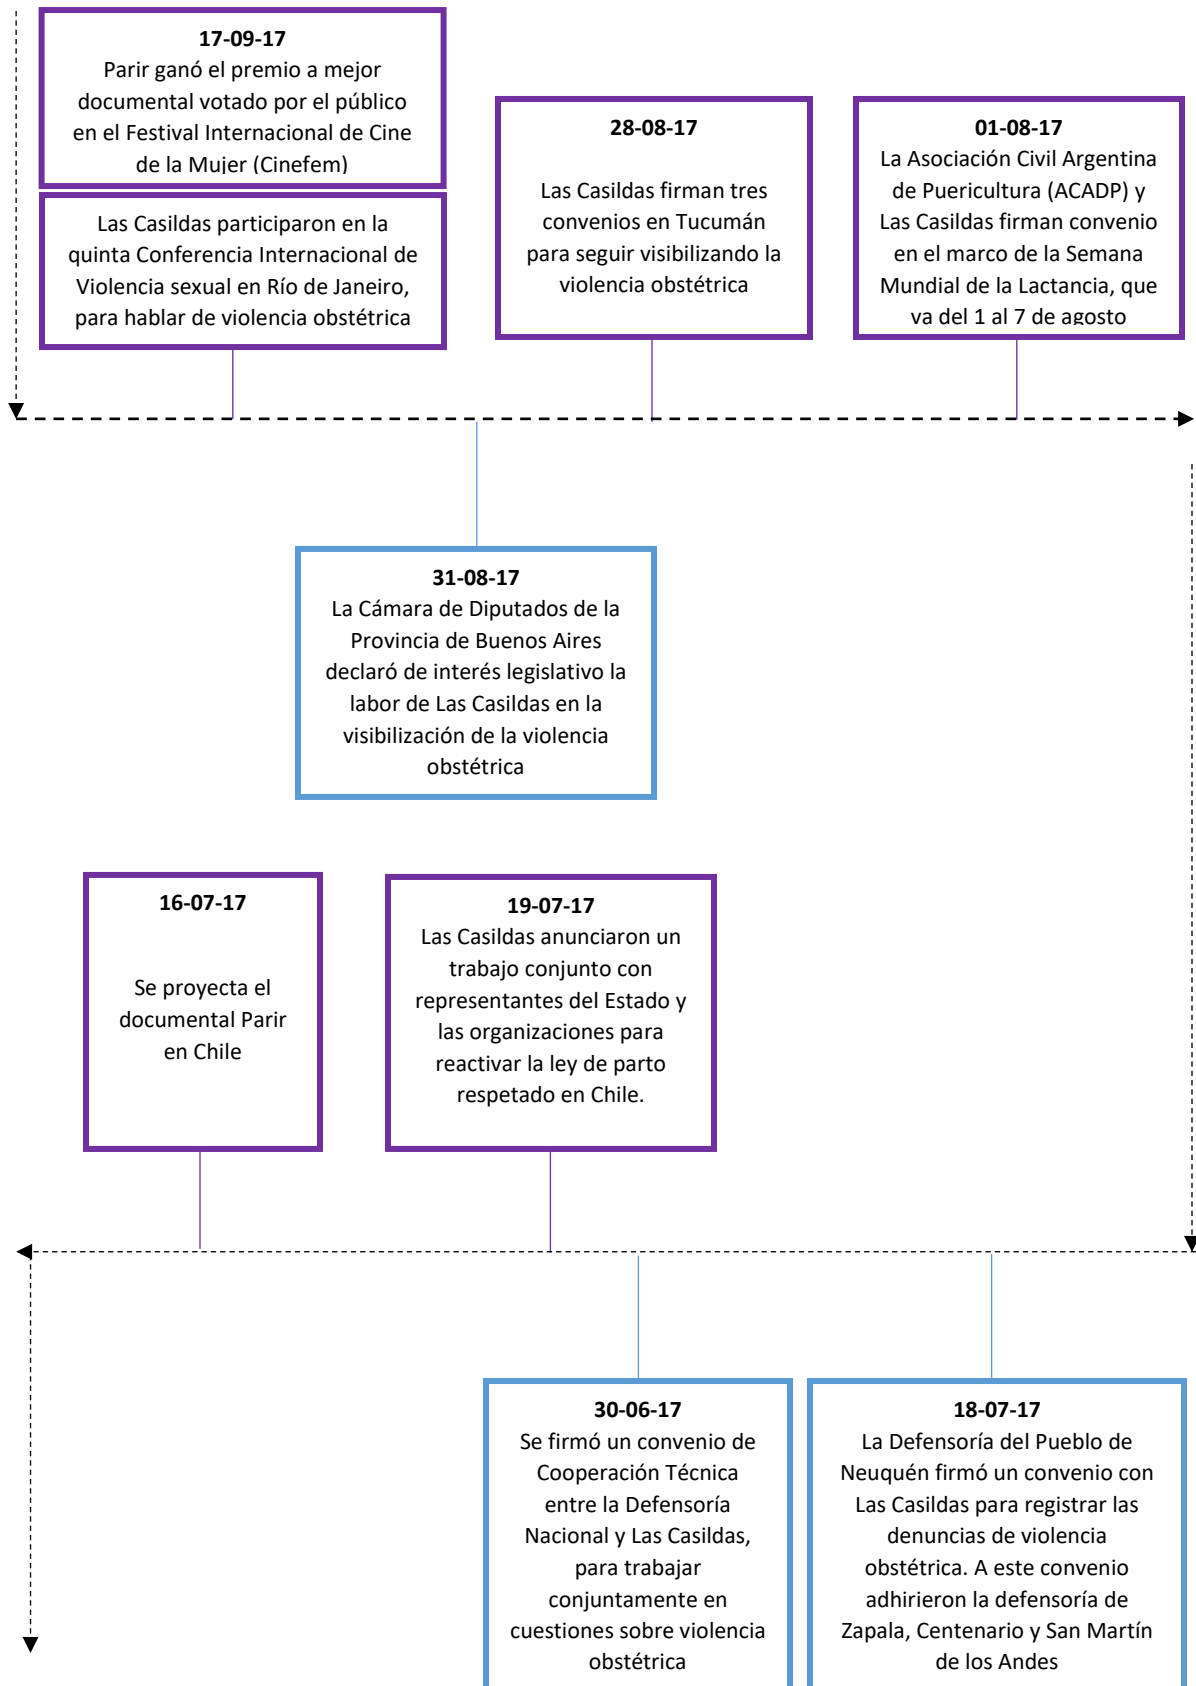 17-09-17
Parir ganó el premio a mejor
documental votado por el público
en el Festival Internacional de Cine
de la Mujer (Cinefem)
Las Casildas participaron en la
quinta Conferencia Internacional de
Violencia sexual en Río de Janeiro,
para hablar de violencia obstétrica
28-08-17
Las Casildas firman tres
convenios en Tucumán
para seguir visibilizando la
violencia obstétrica
01-08-17
La Asociación Civil Argentina
de Puericultura (ACADP) y
Las Casildas firman convenio
en el marco de la Semana
Mundial de la Lactancia, que
va del 1 al 7 de agosto
31-08-17
La Cámara de Diputados de la
Provincia de Buenos Aires
declaró de interés legislativo la
labor de Las Casildas en la
visibilización de la violencia
obstétrica
16-07-17
Se proyecta el
documental Parir
en Chile
19-07-17
Las Casildas anunciaron un
trabajo conjunto con
representantes del Estado y
las organizaciones para
reactivar la ley de parto
respetado en Chile.
30-06-17
Se firmó un convenio de
Cooperación Técnica
entre la Defensoría
Nacional y Las Casildas,
para trabajar
conjuntamente en
cuestiones sobre violencia
obstétrica
18-07-17
La Defensoría del Pueblo de
Neuquén firmó un convenio con
Las Casildas para registrar las
denuncias de violencia
obstétrica. A este convenio
adhirieron la defensoría de
Zapala, Centenario y San Martín
de los Andes